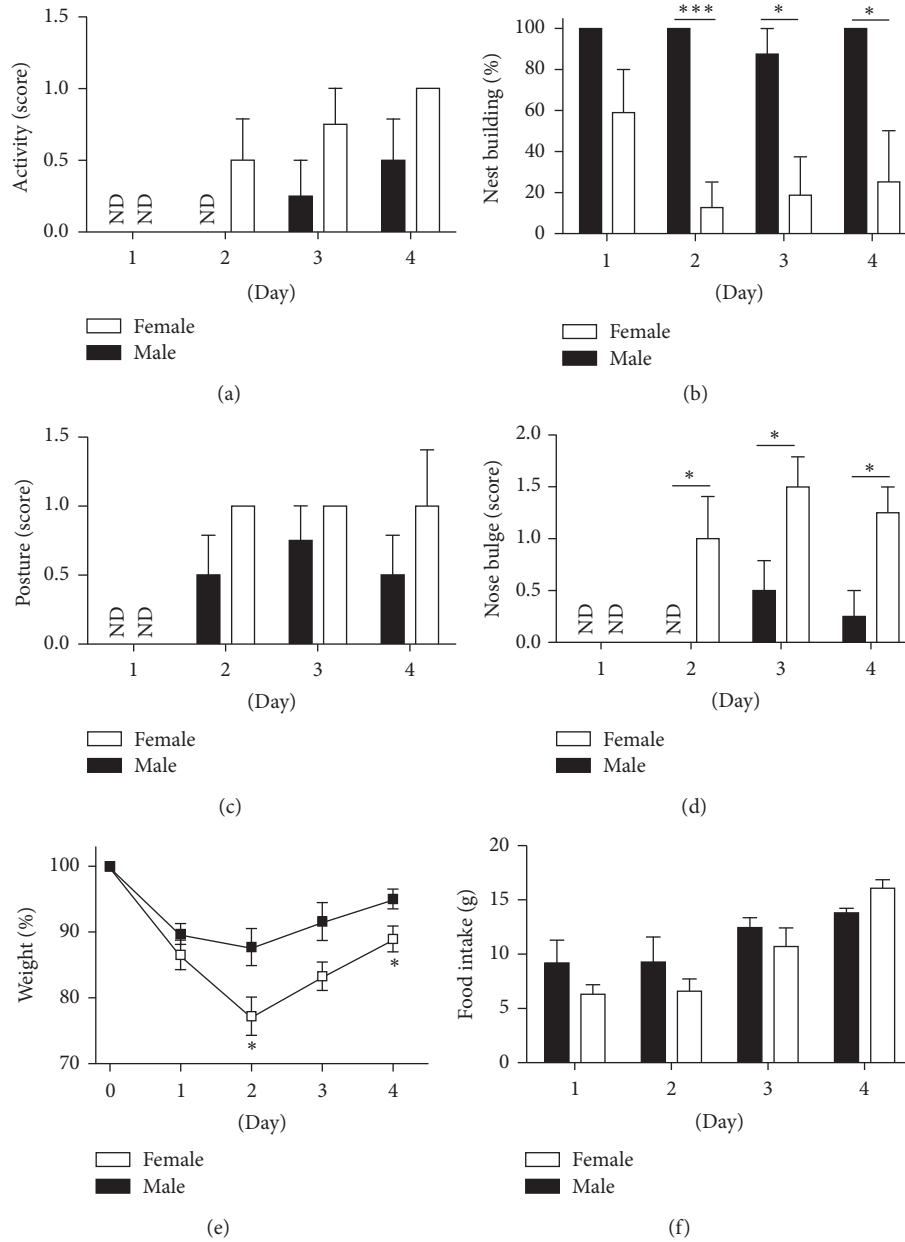 1.5
1.0
0.5
0.0
Activity (score)
ND
ND
ND
1
2
3
4
(Day)
Female
Male
(a)
***
*
*
100
80
60
40
20
0
Nest building (%)
1
2
3
4
(Day)
Female
Male
(b)
1.5
1.0
0.5
0.0
Posture (score)
ND
ND
1
2
3
4
(Day)
Female
Male
(c)
*
*
*
2.0
1.5
1.0
0.5
0.0
Nose bulge (score)
ND
ND
ND
1
2
3
4
(Day)
Female
Male
(d)
100
90
80
70
Weight (%)
*
*
0
1
2
3
4
(Day)
Female
Male
(e)
20
15
10
5
0
Food intake (g)
1
2
3
4
(Day)
Female
Male
(f)